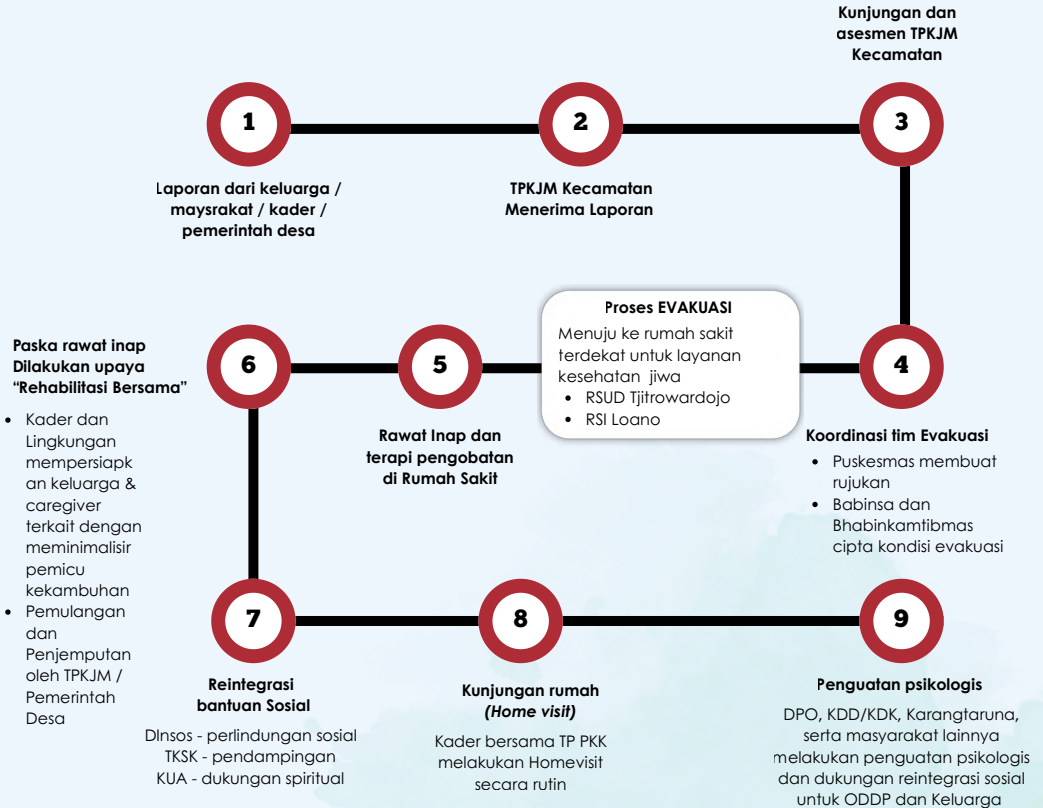 1
Laporan dari keluarga /
maysrakat / kader /
pemerintah desa
2
TPKJM Kecamatan
Menerima Laporan
Kunjungan dan
asesmen TPKJM
Kecamatan
3
4
Koordinasi tim Evakuasi
• Puskesmas membuat
rujukan
• Babinsa dan
Bhabinkamtibmas
cipta kondisi evakuasi
Proses EVAKUASI
Menuju ke rumah sakit
terdekat untuk layanan
kesehatan jiwa
• RSUD Tjitrowardojo
• RSI Loano
5
Rawat Inap dan
terapi pengobatan
di Rumah Sakit
6
Paska rawat inap
Dilakukan upaya
“Rehabilitasi Bersama”
• Kader dan
Lingkungan
mempersiapk
an keluarga &
caregiver
terkait dengan
meminimalisir
pemicu
kekambuhan
• Pemulangan
dan
Penjemputan
oleh TPKJM /
Pemerintah
Desa
7
Reintegrasi
bantuan Sosial
DInsos - perlindungan sosial
TKSK - pendampingan
KUA - dukungan spiritual
8
Kunjungan rumah
(Home visit)
Kader bersama TP PKK
melakukan Homevisit
secara rutin
9
Penguatan psikologis
DPO, KDD/KDK, Karangtaruna,
serta masyarakat lainnya
melakukan penguatan psikologis
dan dukungan reintegrasi sosial
untuk ODDP dan Keluarga